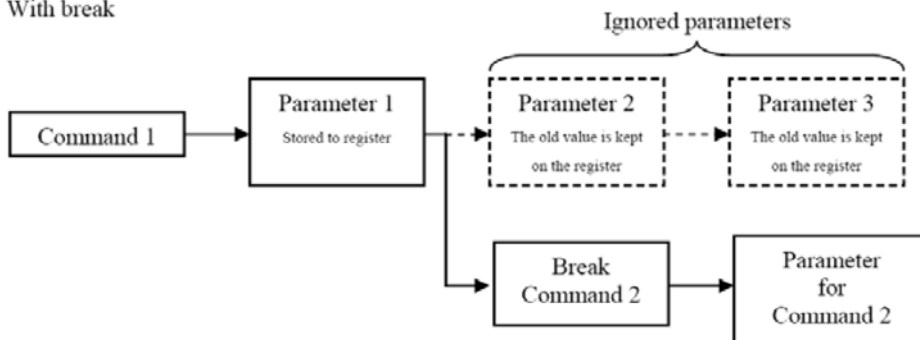 With break
Ignored parameters
Command 1
Parameter 1
Stored to register
Parameter 2
The old value is kept
on the register
Parameter 3
The old value is kept
on the register
Break
Command 2
Parameter
for
Command 2